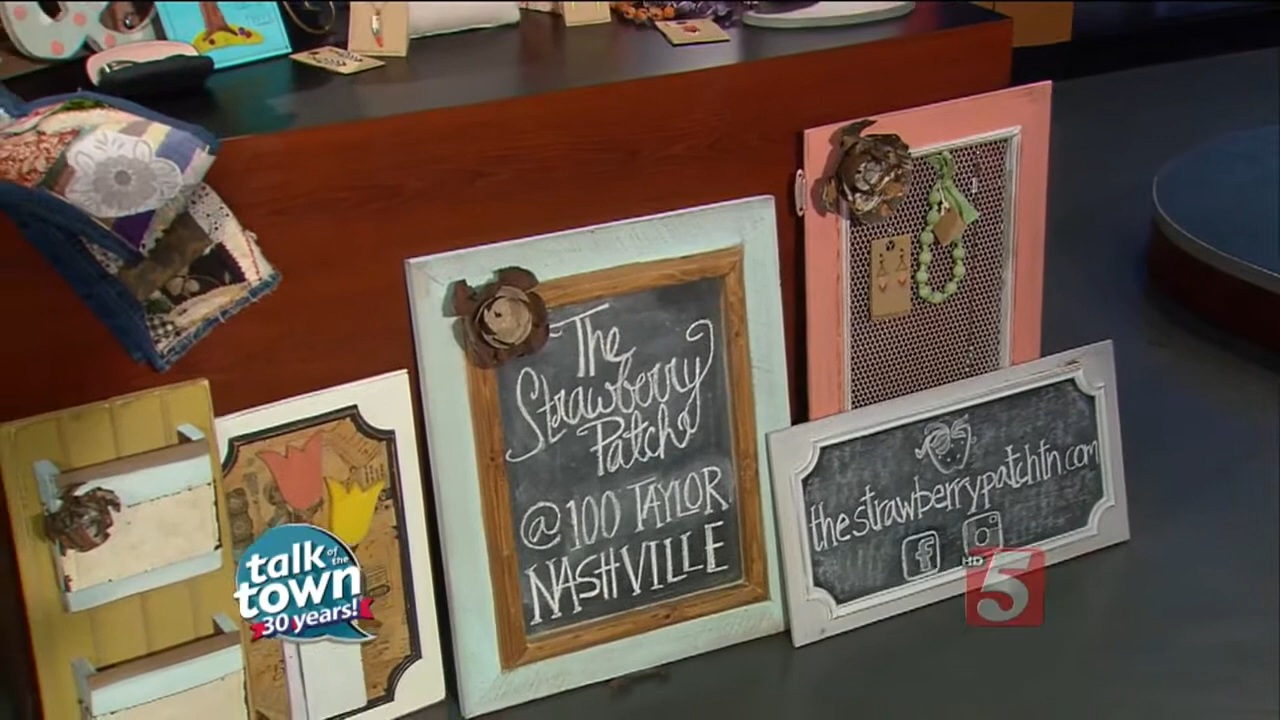 The
Strawberry
Patch
@100 TAYLOR
NASHVILLE
thestrawberrypatchtn.com
f
talk
of the
town
30 years!
HD
5